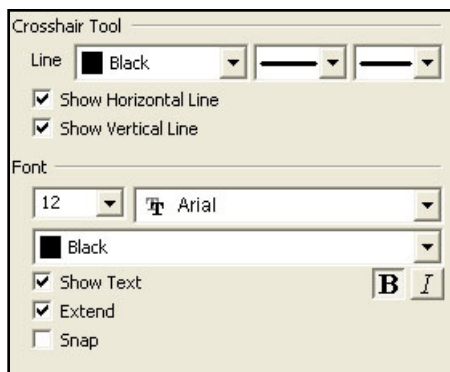 Crosshair Tool
Line Black
Show Horizontal Line
Show Vertical Line
Font
12 Arial
Black
Show Text B I
Extend
Snap